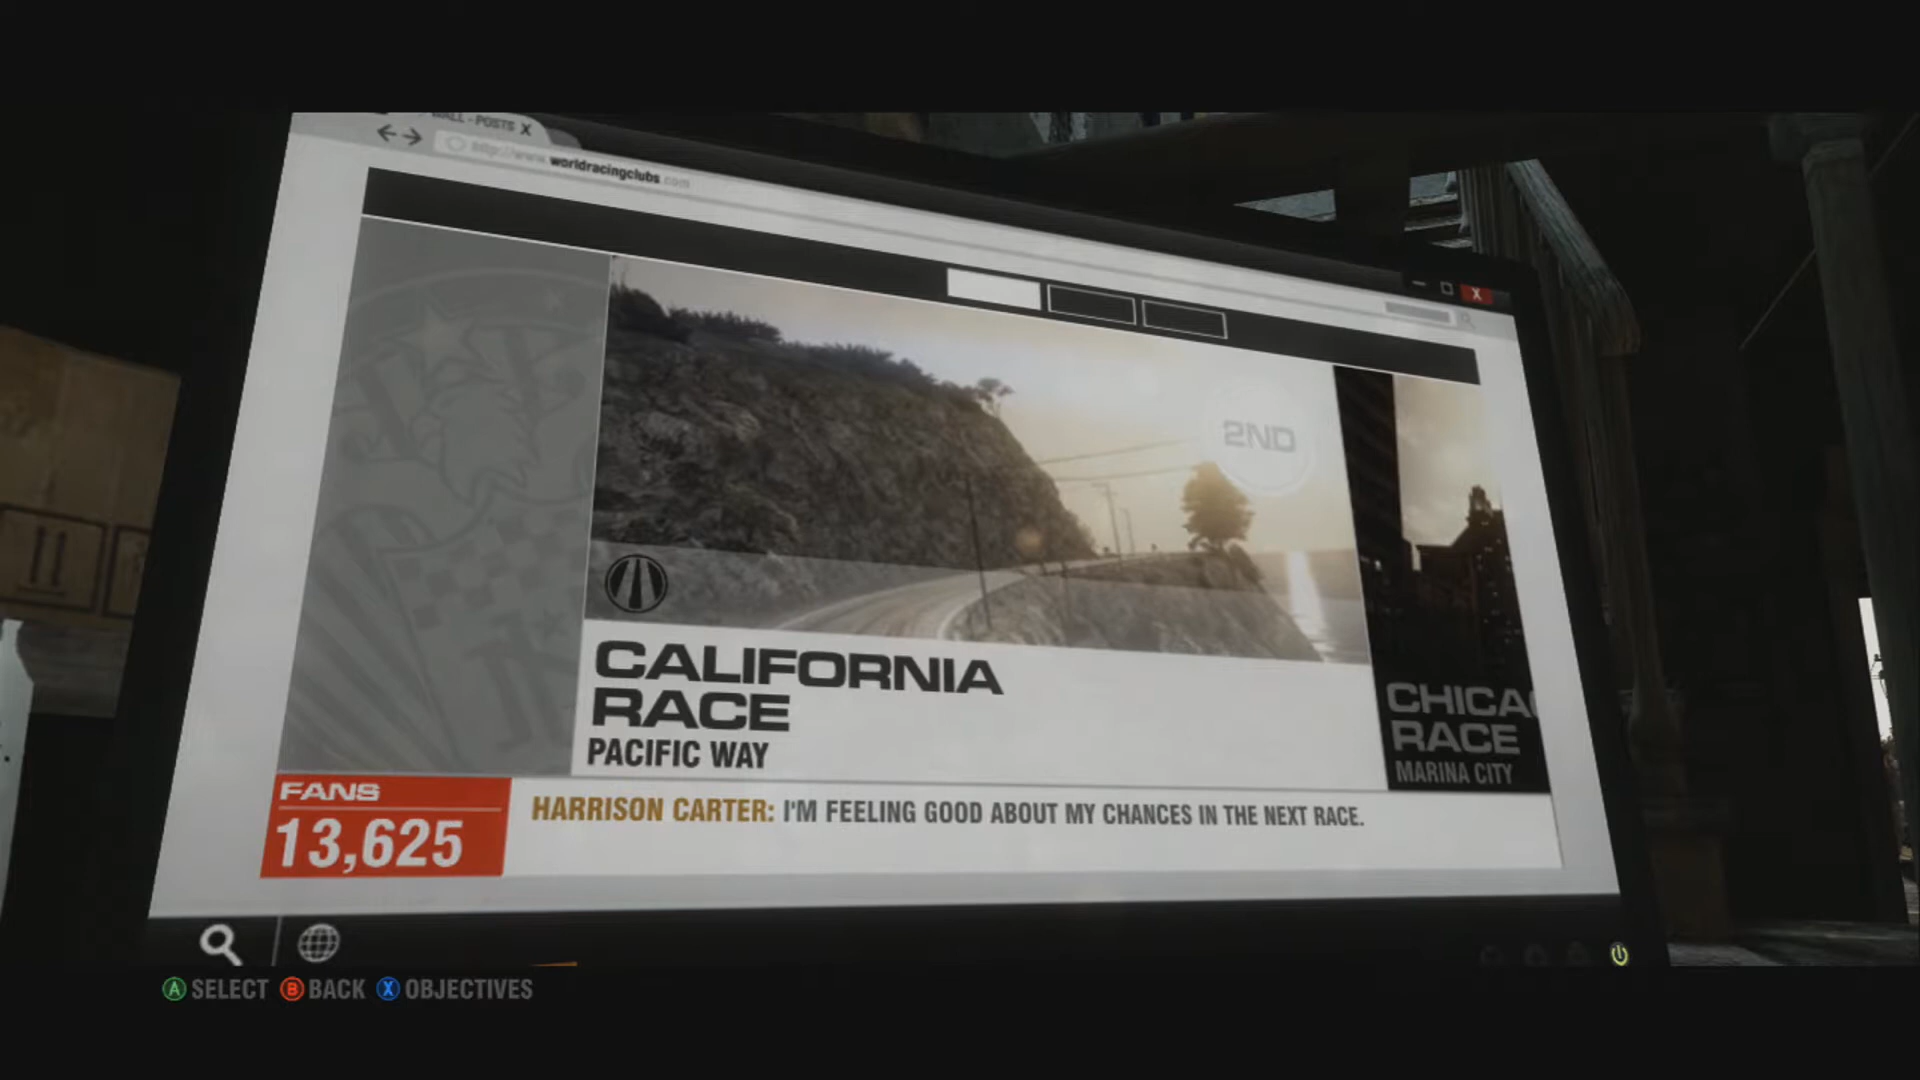 WALL - POSTS X
http://www.worldracingclubs.com
X
2ND
CALIFORNIA
RACE
PACIFIC WAY
CHICA
RACE
MARINA CITY
FANS
13,625
HARRISON CARTER: I'M FEELING GOOD ABOUT MY CHANCES IN THE NEXT RACE.
A SELECT B BACK X OBJECTIVES